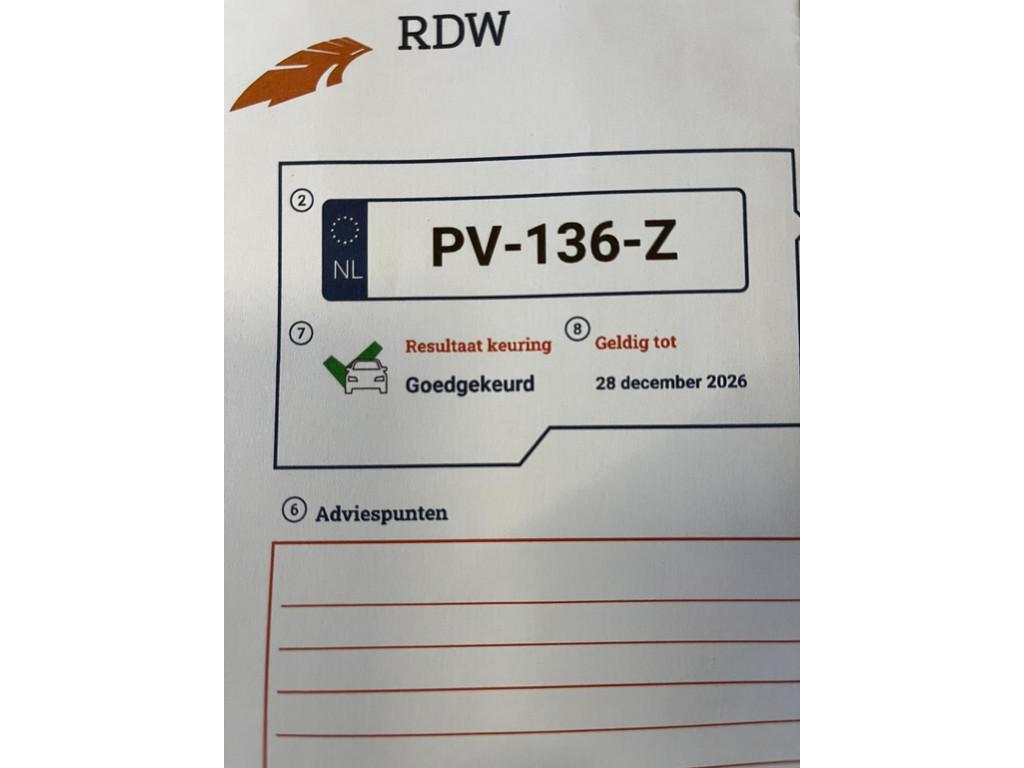 RDW
2
NL
PV-136-Z
7
Resultaat keuring
Goedgekeurd
8
Geldig tot
28 december 2026
6 Adviespunten